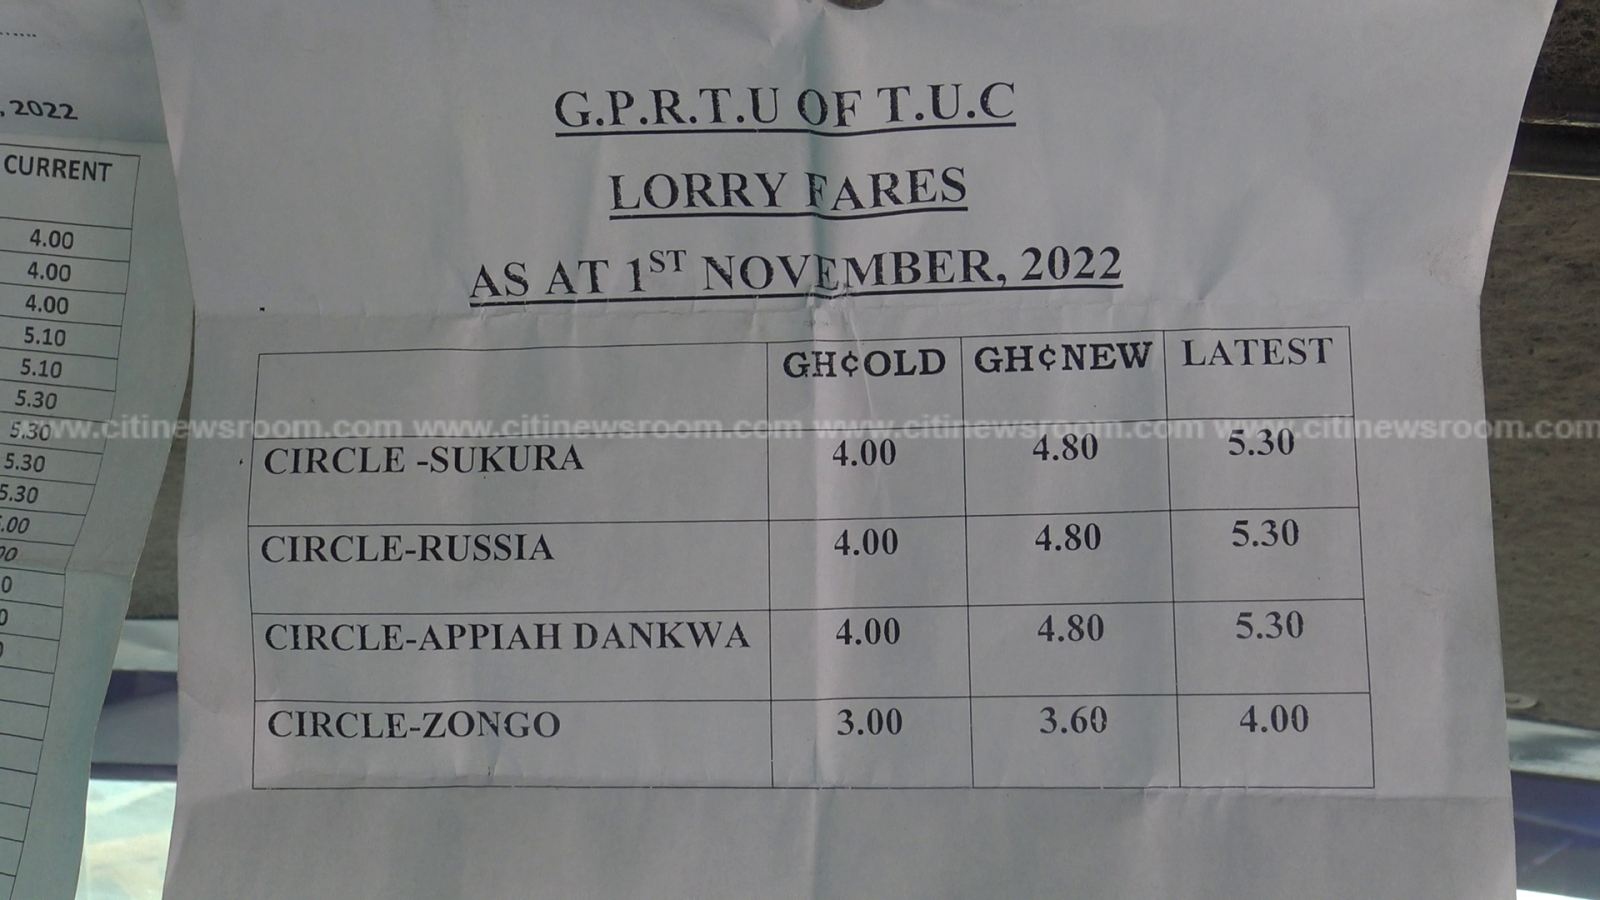 , 2022
CURRENT
4.00
4.00
4.00
5.10
5.10
5.30
5.30
5.30
5.30
.00
G.P.R.T.U OF T.U.C
LORRY FARES
AS AT 1ST NOVEMBER, 2022
GH¢OLD GH¢NEW LATEST
www.citinewsroom.com www.citinewsroom.com www.citinewsroom.com www.citinewsroom.com
CIRCLE -SUKURA 4.00 4.80 5.30
CIRCLE-RUSSIA 4.00 4.80 5.30
CIRCLE-APPIAH DANKWA 4.00 4.80 5.30
CIRCLE-ZONGO 3.00 3.60 4.00